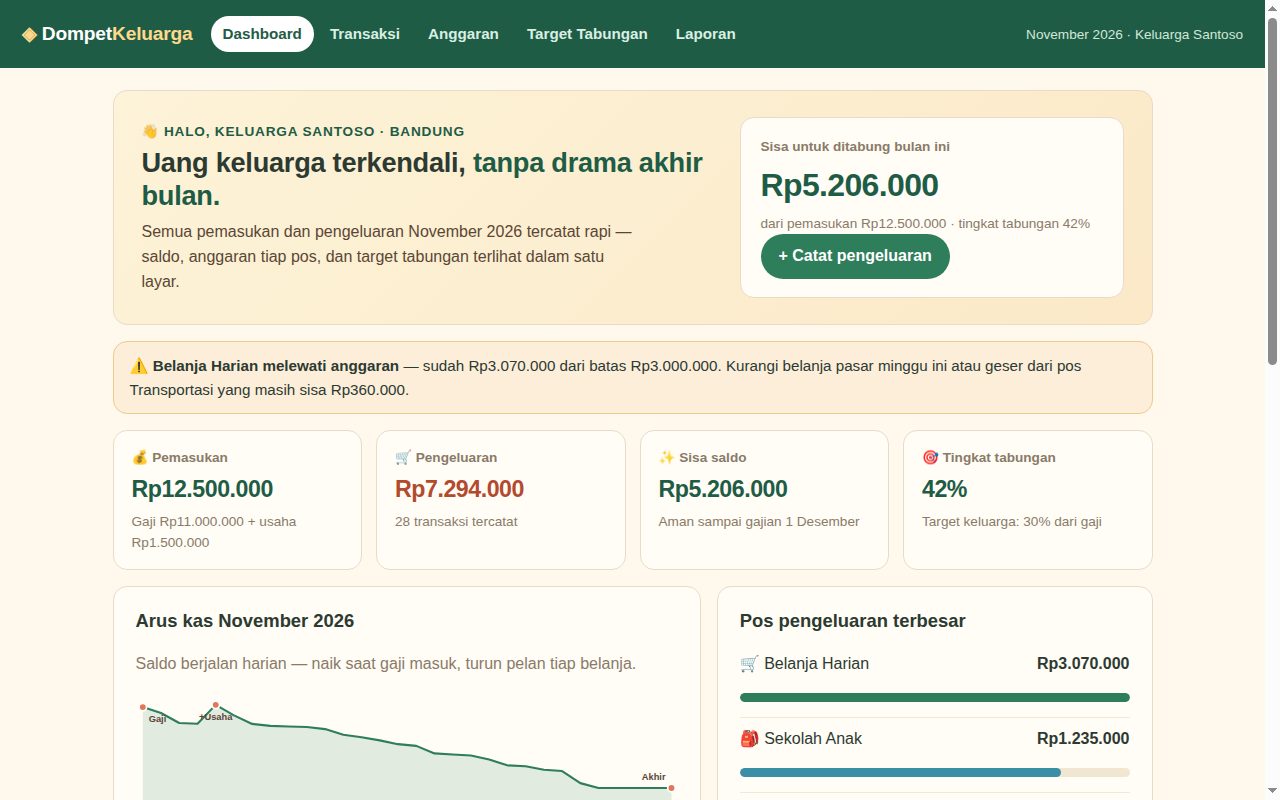 ◈ DompetKeluarga
Dashboard
Transaksi
Anggaran
Target Tabungan
Laporan
November 2026 · Keluarga Santoso
👋 HALO, KELUARGA SANTOSO · BANDUNG
Uang keluarga terkendali, tanpa drama akhir
bulan.
Semua pemasukan dan pengeluaran November 2026 tercatat rapi —
saldo, anggaran tiap pos, dan target tabungan terlihat dalam satu
layar.
Sisa untuk ditabung bulan ini
Rp5.206.000
dari pemasukan Rp12.500.000 · tingkat tabungan 42%
+ Catat pengeluaran
⚠️ Belanja Harian melewati anggaran — sudah Rp3.070.000 dari batas Rp3.000.000. Kurangi belanja pasar minggu ini atau geser dari pos
Transportasi yang masih sisa Rp360.000.
💰 Pemasukan
Rp12.500.000
Gaji Rp11.000.000 + usaha
Rp1.500.000
🛒 Pengeluaran
Rp7.294.000
28 transaksi tercatat
✨ Sisa saldo
Rp5.206.000
Aman sampai gajian 1 Desember
🎯 Tingkat tabungan
42%
Target keluarga: 30% dari gaji
Arus kas November 2026
Saldo berjalan harian — naik saat gaji masuk, turun pelan tiap belanja.
Gaji
+Usaha
Akhir
Pos pengeluaran terbesar
🛒 Belanja Harian
Rp3.070.000
🎒 Sekolah Anak
Rp1.235.000